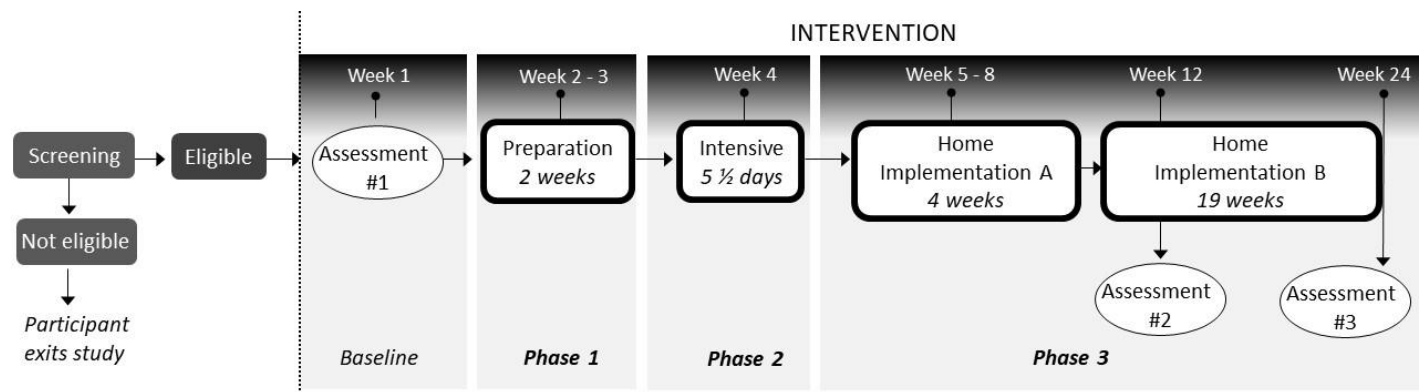 INTERVENTION
Week 1
Week 2 - 3
Week 4
Week 5 - 8
Week 12
Week 24
Screening
Eligible
Assessment
#1
Preparation
2 weeks
Intensive
5 ½ days
Home
Implementation A
4 weeks
Home
Implementation B
19 weeks
Not eligible
Participant
exits study
Assessment
#2
Assessment
#3
Baseline
Phase 1
Phase 2
Phase 3